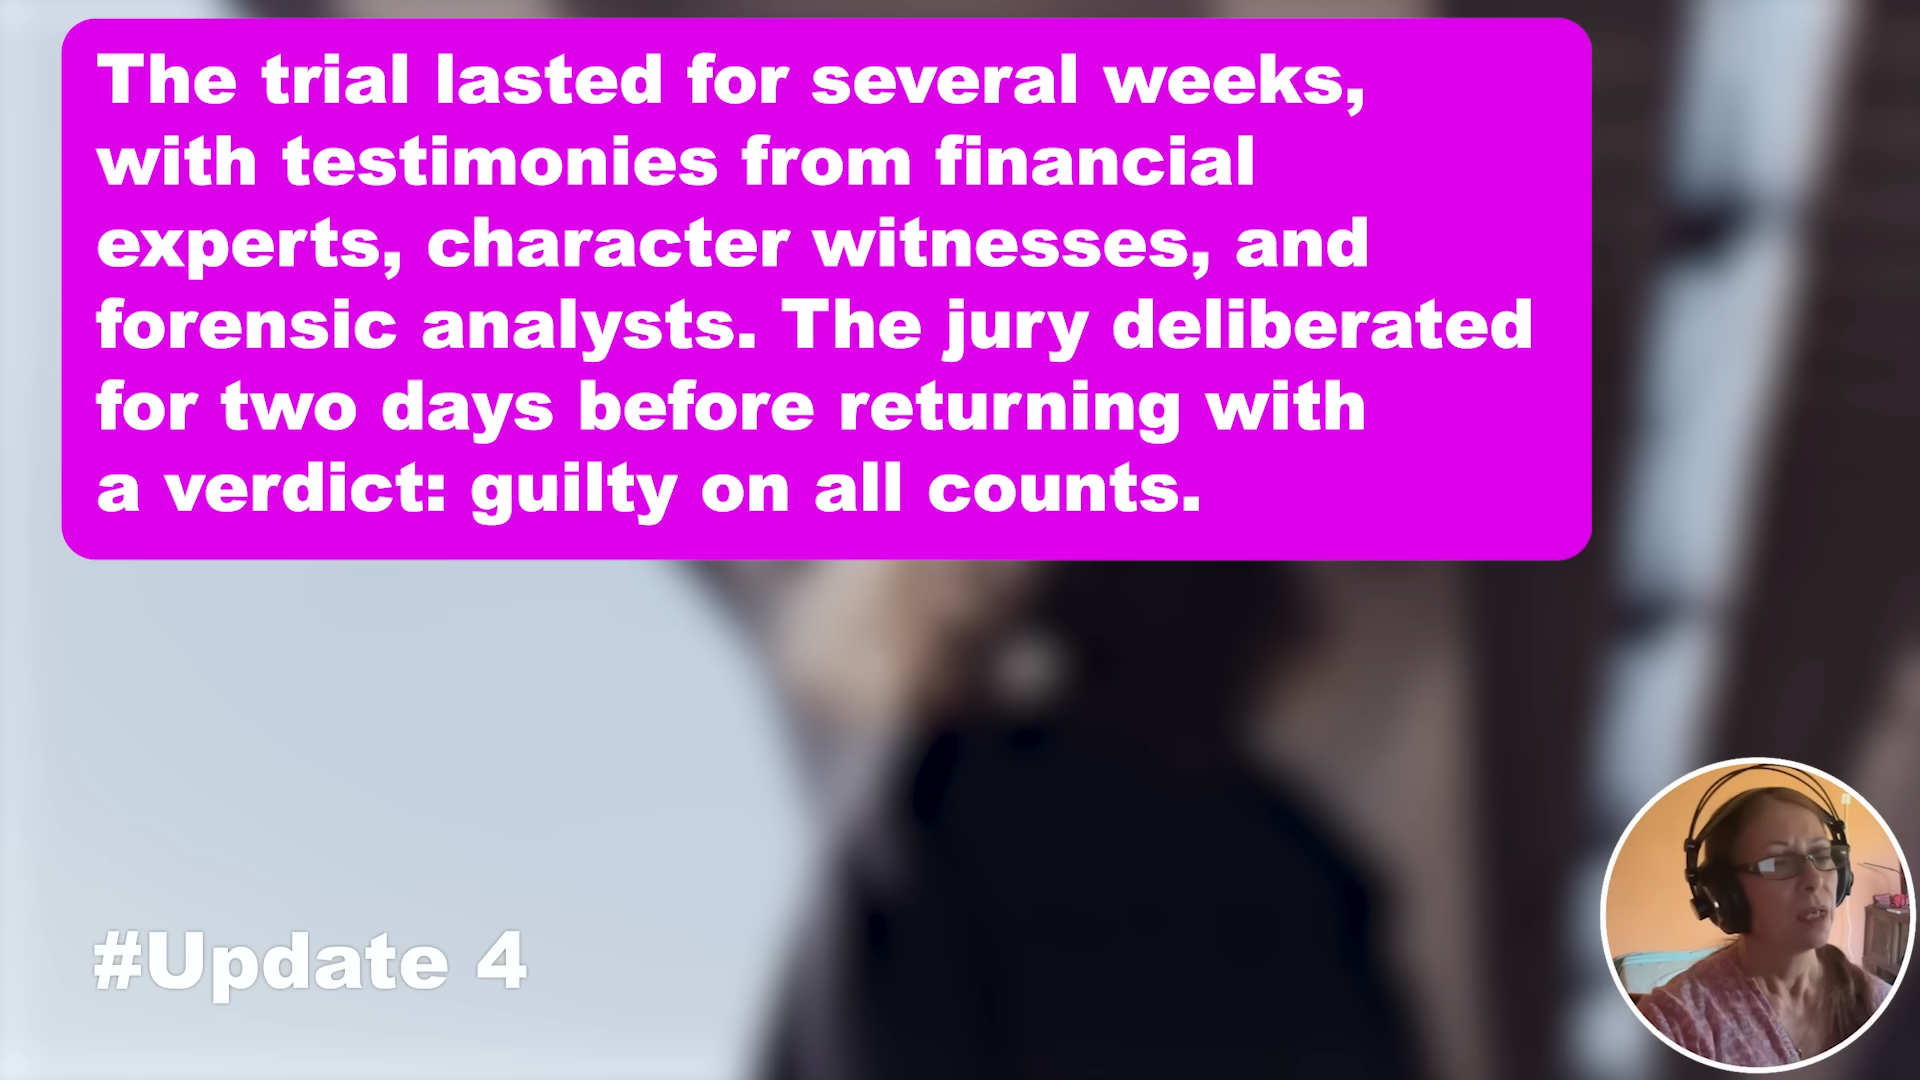 The trial lasted for several weeks,
with testimonies from financial
experts, character witnesses, and
forensic analysts. The jury deliberated
for two days before returning with
a verdict: guilty on all counts.
#Update 4